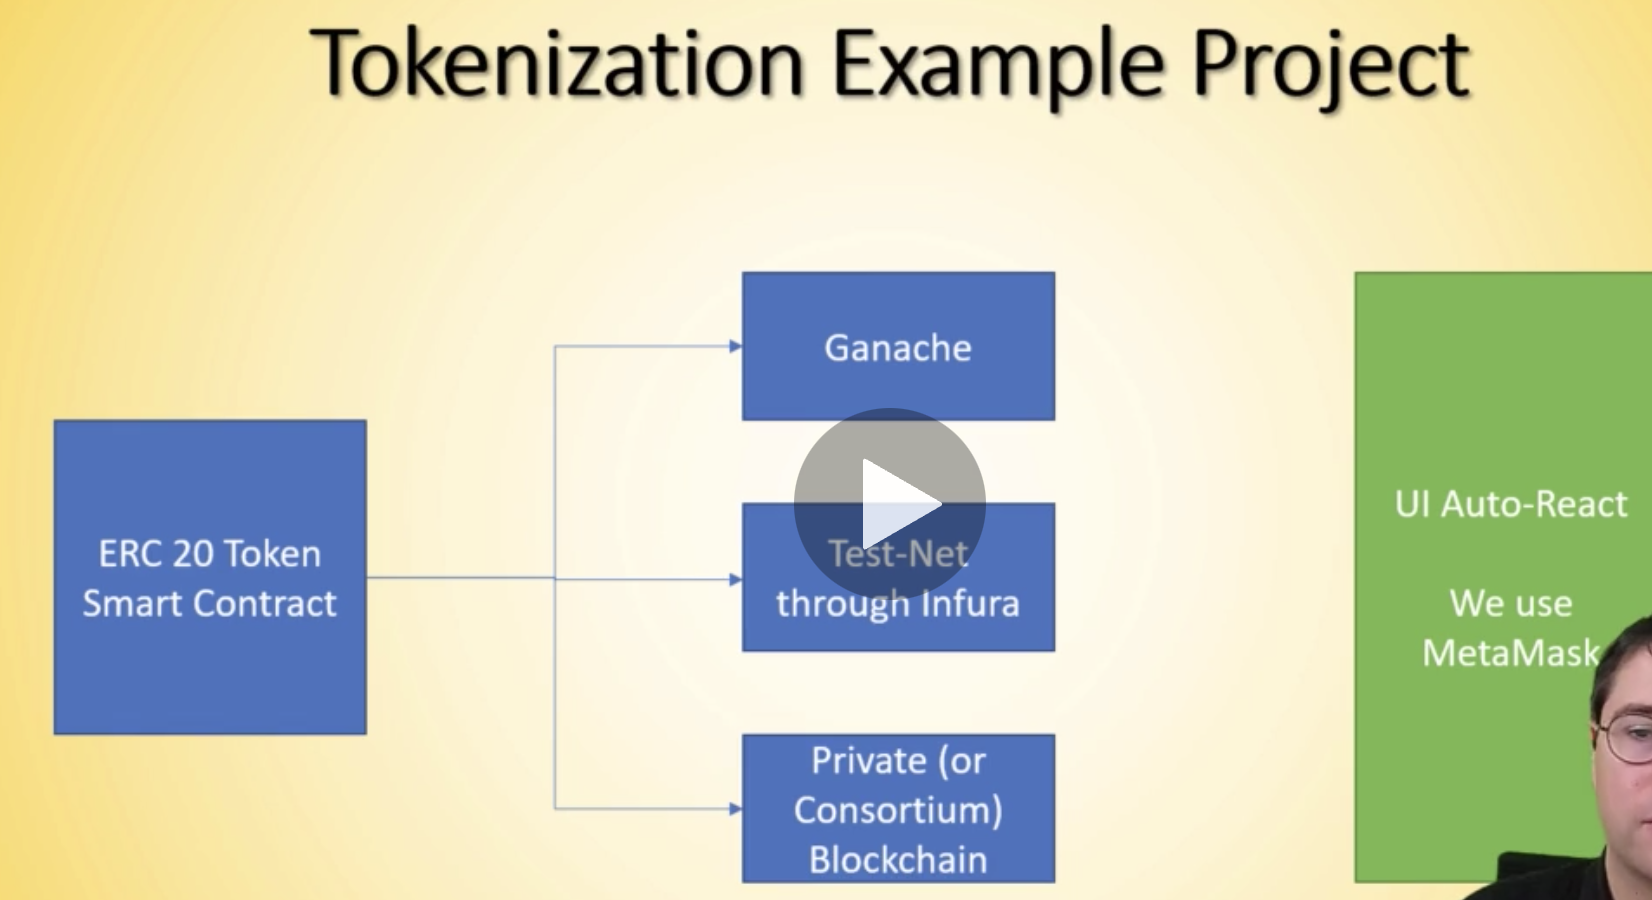 Tokenization Example Project
Ganache
ERC 20 Token
Smart Contract
Test-Net
through Infura
Private (or
Consortium)
Blockchain
UI Auto-React
We use
MetaMask